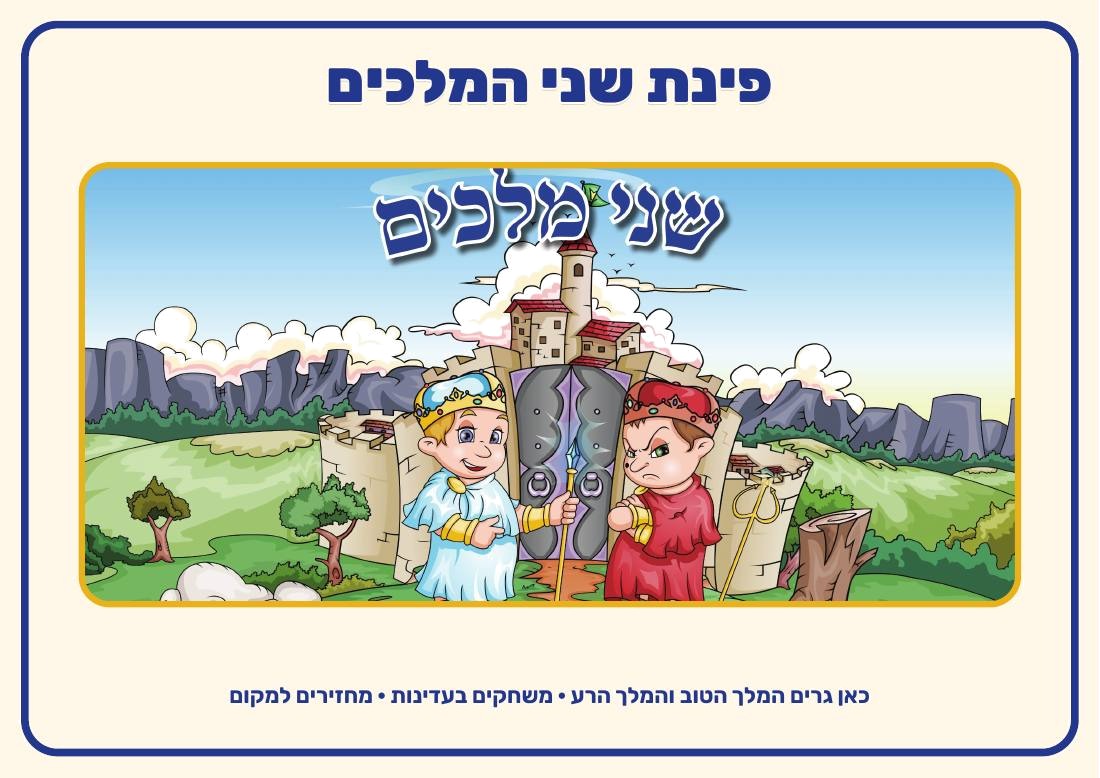 פינת שני המלכים
שני מלכים
כאן גרים המלך הטוב והמלך הרע • משחקים בעדינות • מחזירים למקום